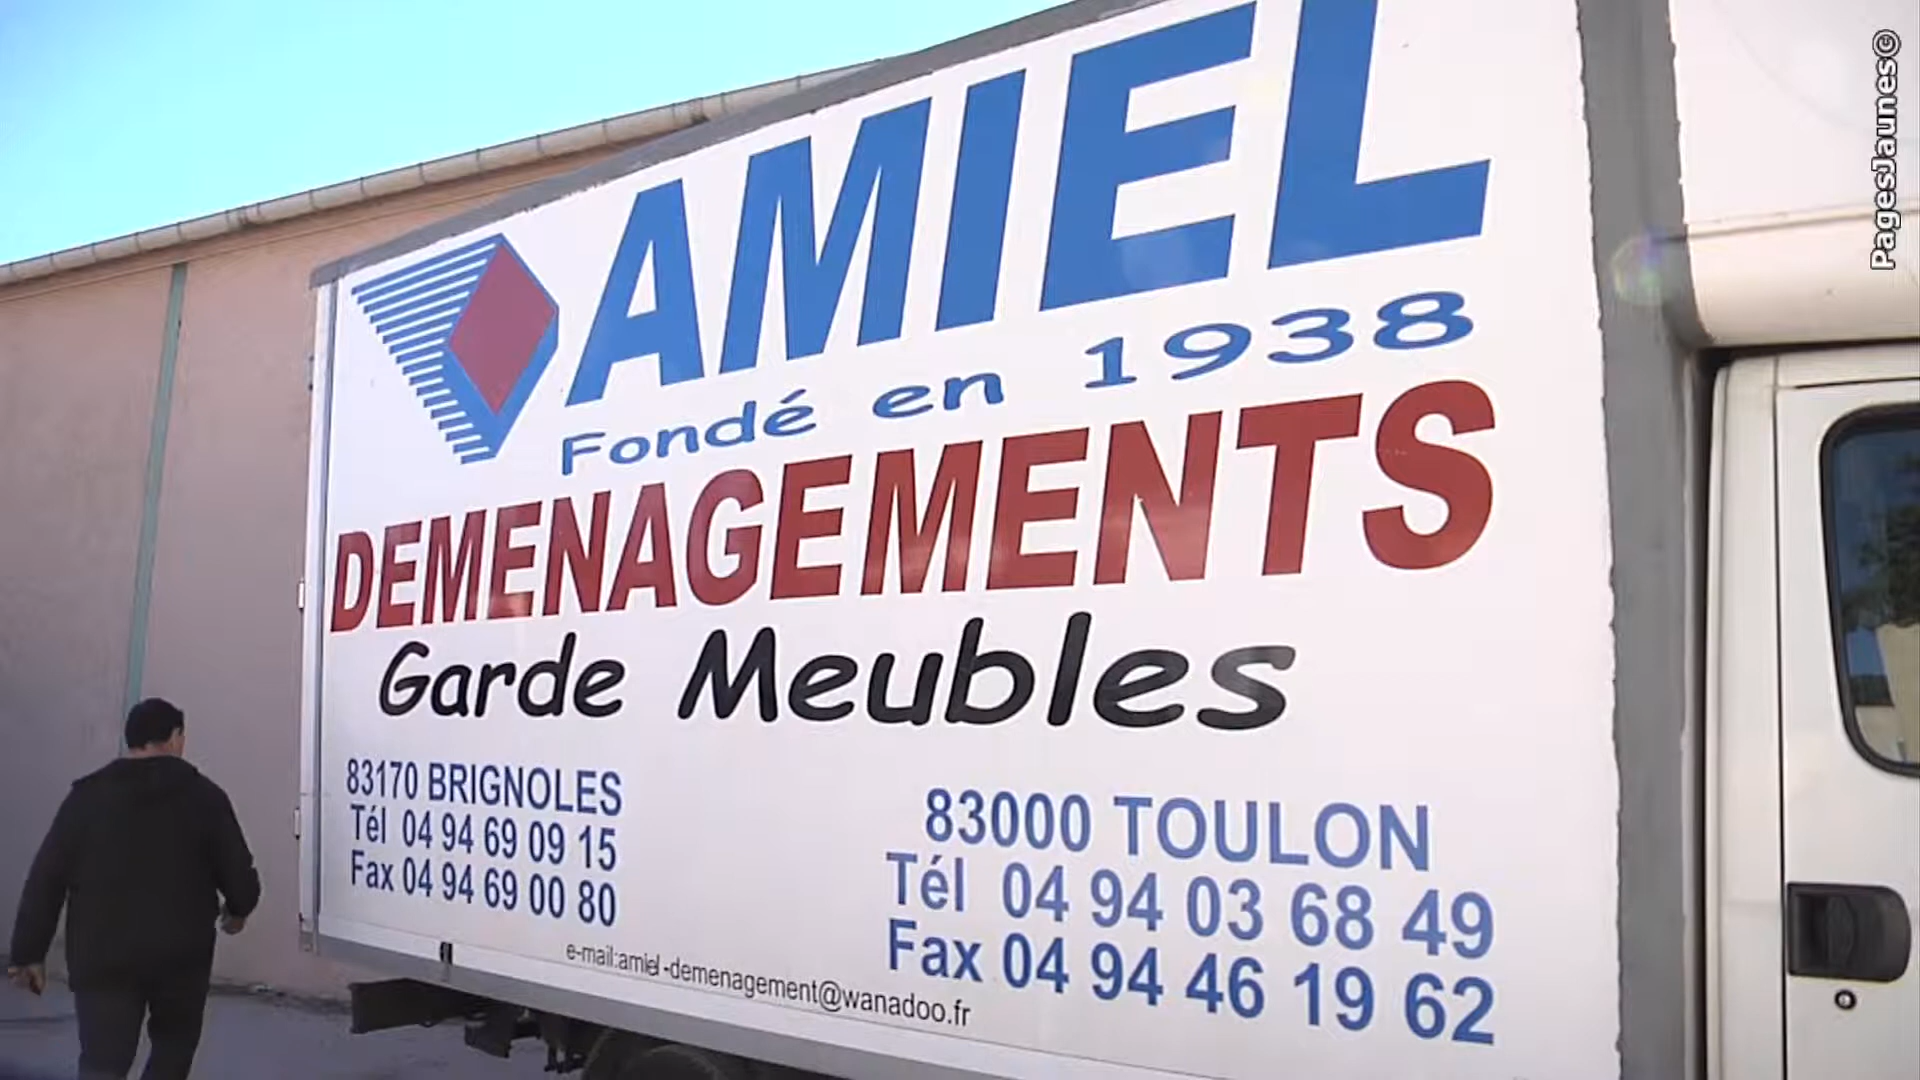 AMIEL
Fondé en 1938
DEMENAGEMENTS
Garde Meubles
83170 BRIGNOLES
Tél 04 94 69 09 15
Fax 04 94 69 00 80
83000 TOULON
Tél 04 94 03 68 49
Fax 04 94 46 19 62
e-mail:amiel-demenagement@wanadoo.fr
PagesJaunes©